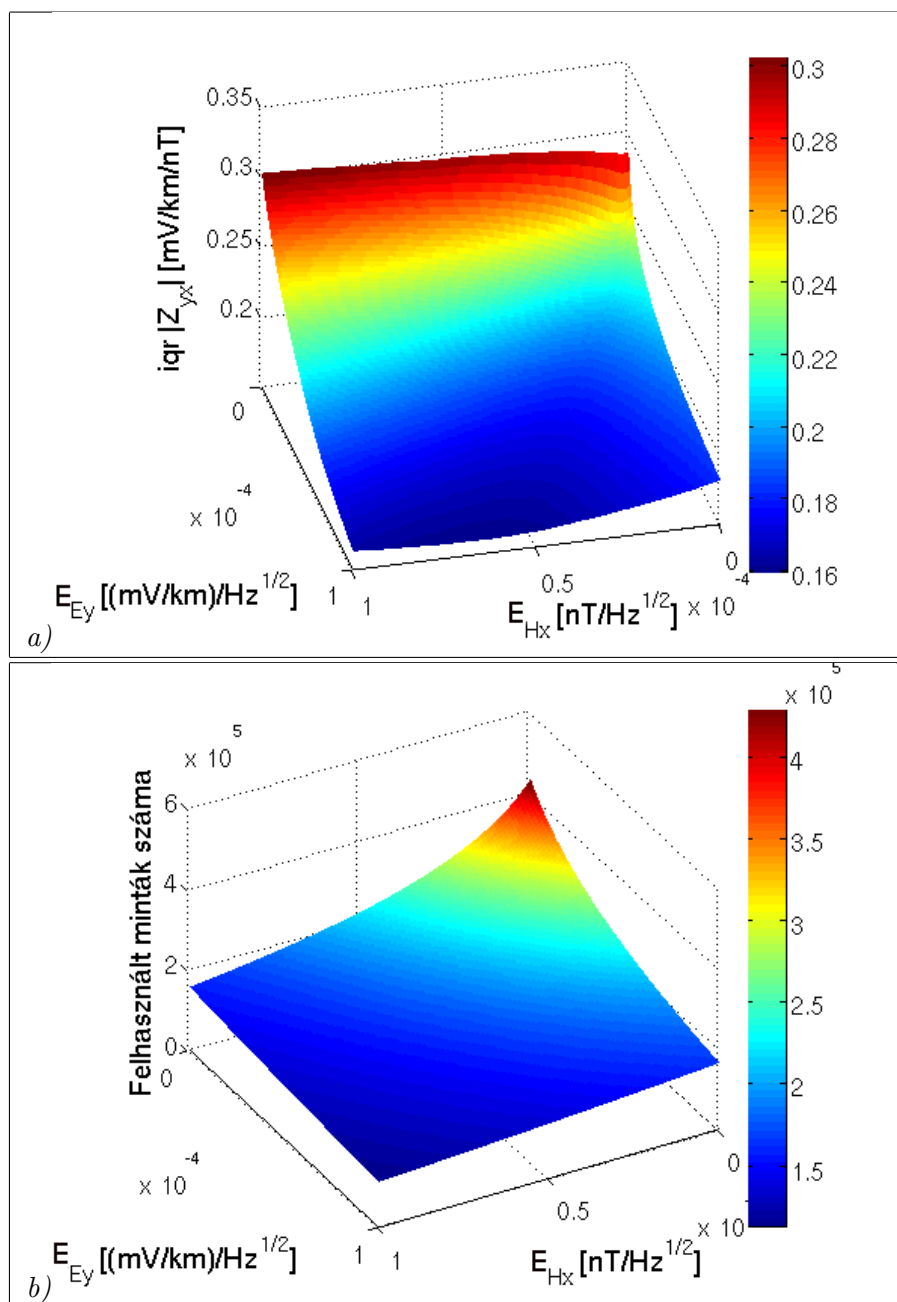 0.35
0.3
0.25
0.2
iqr |Z_yx| [mV/km/nT]
0
x 10^-4
E_Ey [(mV/km)/Hz^1/2]
1
1
0.5
0
E_Hx [nT/Hz^1/2]
x 10^-4
0.3
0.28
0.26
0.24
0.22
0.2
0.18
0.16
a)
x 10^5
6
4
2
0
Felhasznált minták száma
0
x 10^-4
E_Ey [(mV/km)/Hz^1/2]
1
1
0.5
0
E_Hx [nT/Hz^1/2]
x 10
x 10^5
4
3.5
3
2.5
2
1.5
b)